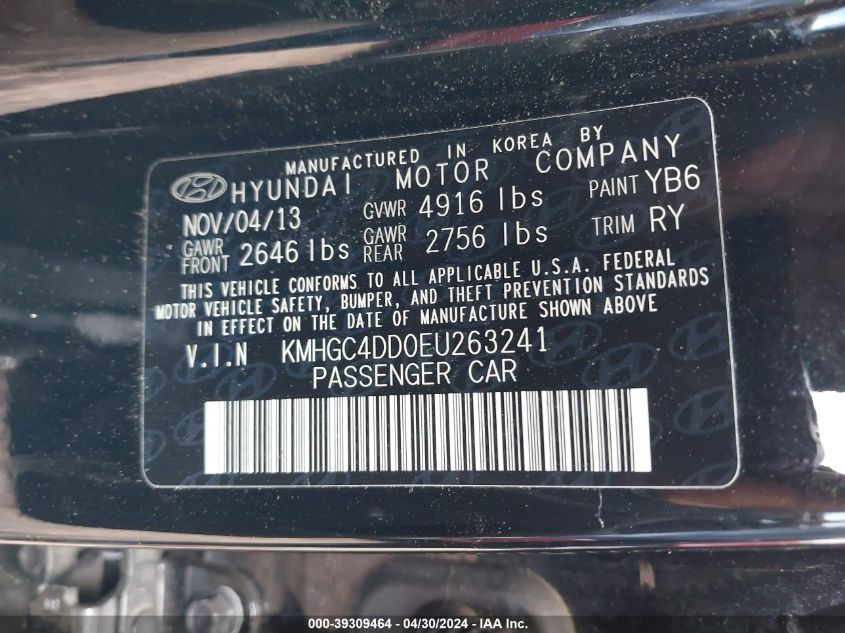 MANUFACTURED IN KOREA BY
HYUNDAI MOTOR COMPANY
NOV/04/13 GVWR 4916 lbs PAINT YB6
GAWR FRONT 2646 lbs GAWR REAR 2756 lbs TRIM RY
THIS VEHICLE CONFORMS TO ALL APPLICABLE U.S.A. FEDERAL
MOTOR VEHICLE SAFETY, BUMPER, AND THEFT PREVENTION STANDARDS
IN EFFECT ON THE DATE OF MANUFACTURE SHOWN ABOVE
V.I.N KMHGC4DD0EU263241
PASSENGER CAR
000-39309464 - 04/30/2024 - IAA, Inc.